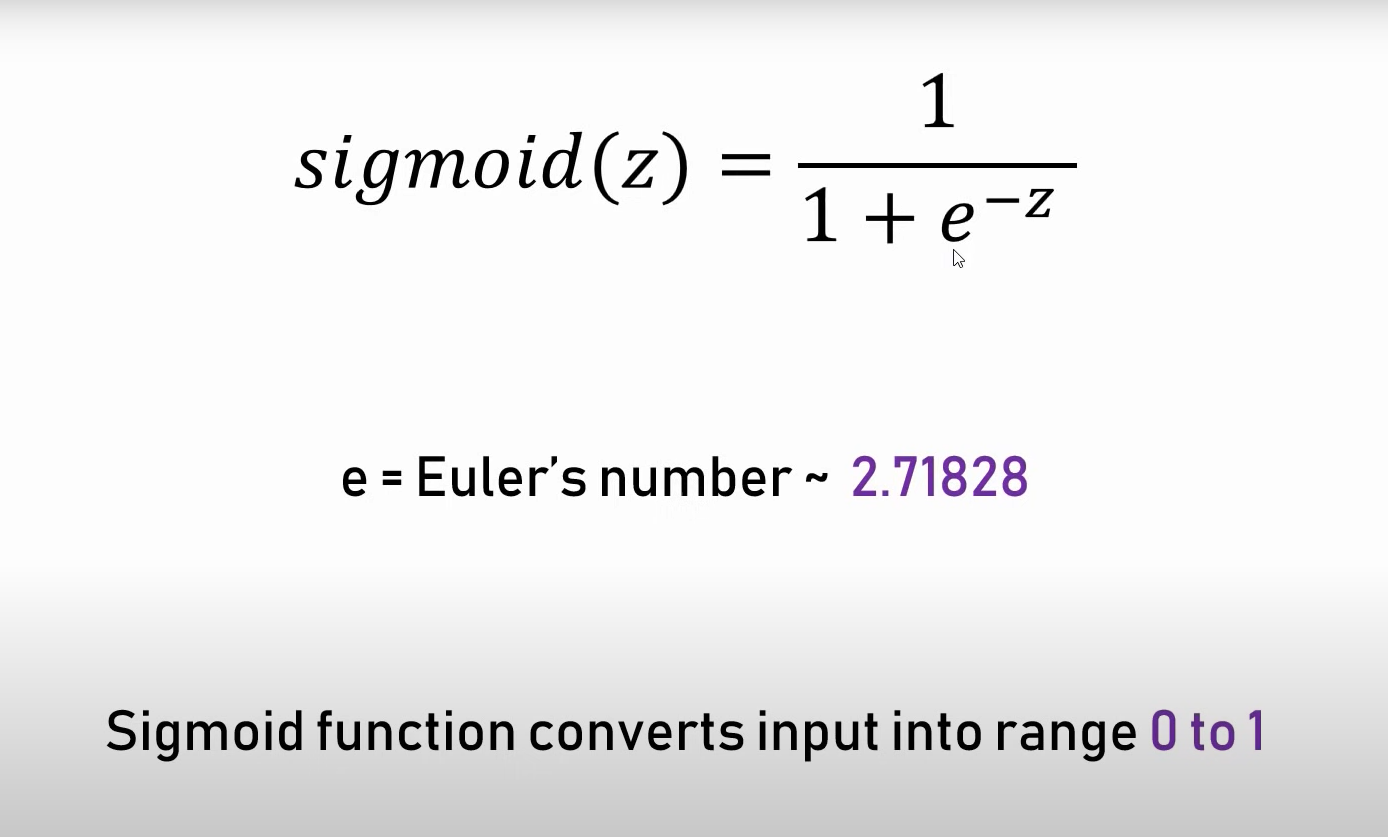 sigmoid(z) = 1 / (1 + e^{-z})
e = Euler’s number ~ 2.71828
Sigmoid function converts input into range 0 to 1